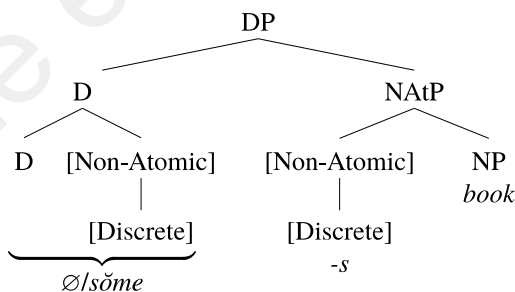 DP
D NAtP
D [Non-Atomic] [Non-Atomic] NP
book
[Discrete] [Discrete]
-s
∅/sŏme